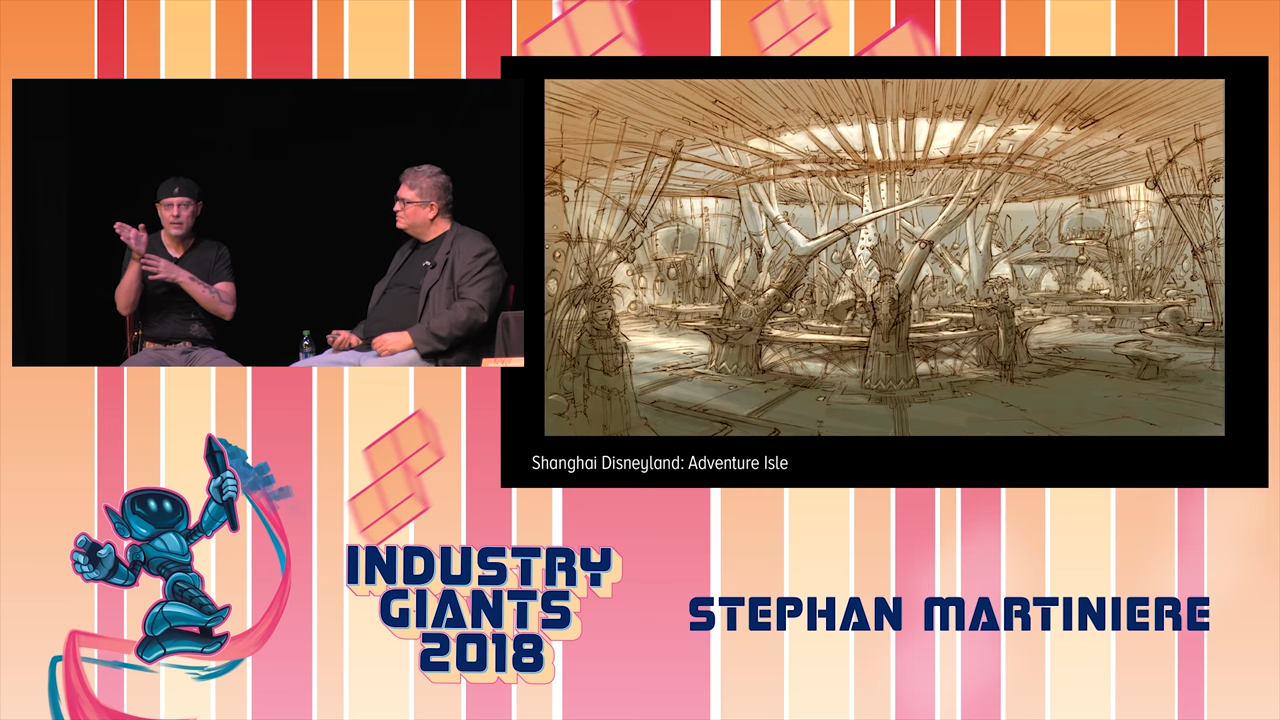 Shanghai Disneyland: Adventure Isle
INDUSTRY
GIANTS
2018
STEPHAN MARTINIERE